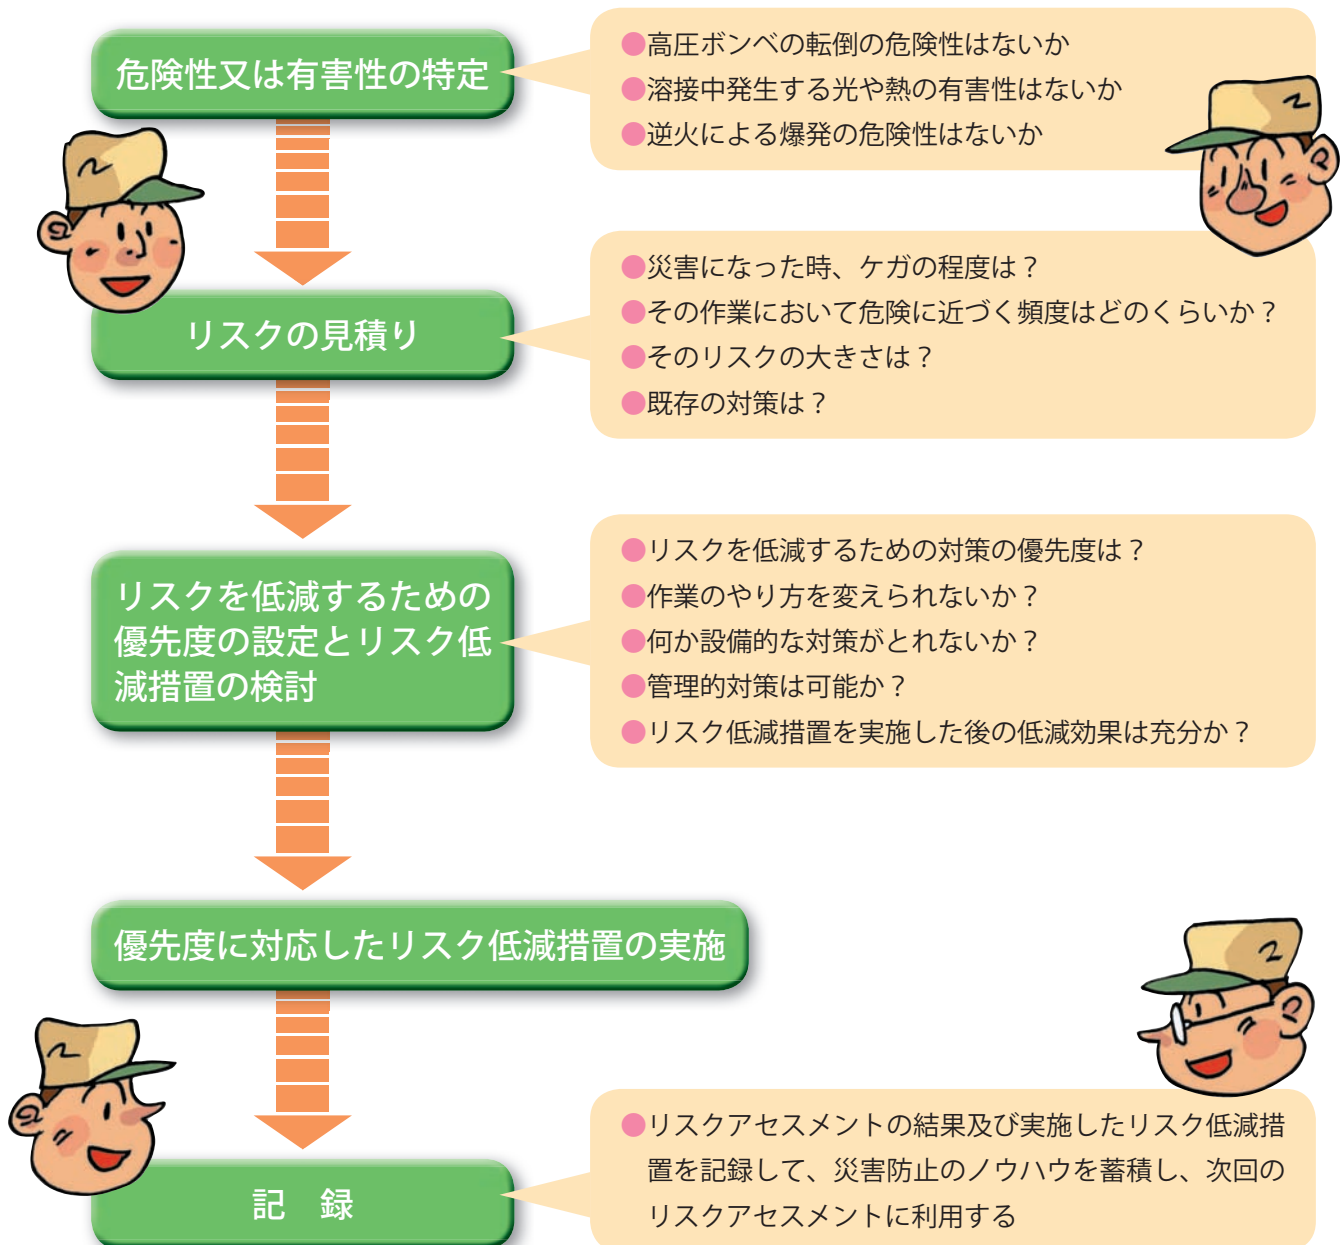 危険性又は有害性の特定
●高圧ボンベの転倒の危険性はないか
●溶接中発生する光や熱の有害性はないか
●逆火による爆発の危険性はないか
リスクの見積り
●災害になった時、ケガの程度は？
●その作業において危険に近づく頻度はどのくらいか？
●そのリスクの大きさは？
●既存の対策は？
リスクを低減するための
優先度の設定とリスク低
減措置の検討
●リスクを低減するための対策の優先度は？
●作業のやり方を変えられないか？
●何か設備的な対策がとれないか？
●管理的対策は可能か？
●リスク低減措置を実施した後の低減効果は充分か？
優先度に対応したリスク低減措置の実施
記　録
●リスクアセスメントの結果及び実施したリスク低減措
置を記録して、災害防止のノウハウを蓄積し、次回の
リスクアセスメントに利用する